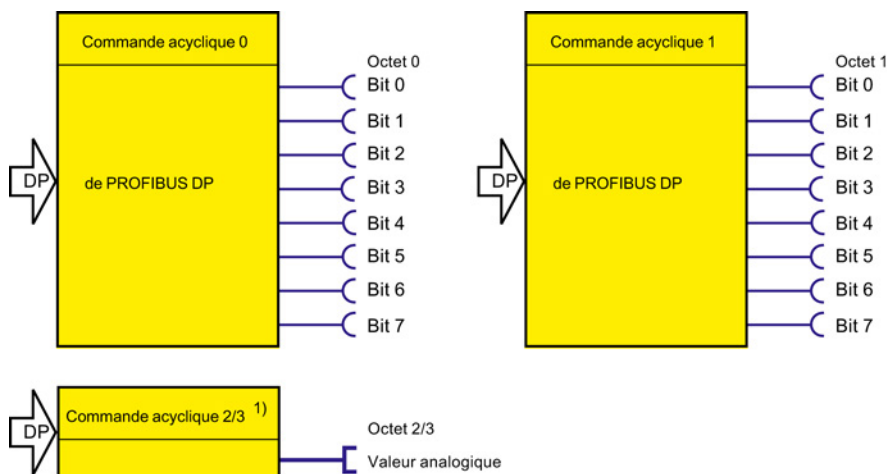 Commande acyclique 0
Octet 0
Bit 0
Bit 1
Bit 2
DP
de PROFIBUS DP
Bit 3
Bit 4
Bit 5
Bit 6
Bit 7
Commande acyclique 1
Octet 1
Bit 0
Bit 1
Bit 2
DP
de PROFIBUS DP
Bit 3
Bit 4
Bit 5
Bit 6
Bit 7
DP
Commande acyclique 2/3 1)
Octet 2/3
Valeur analogique